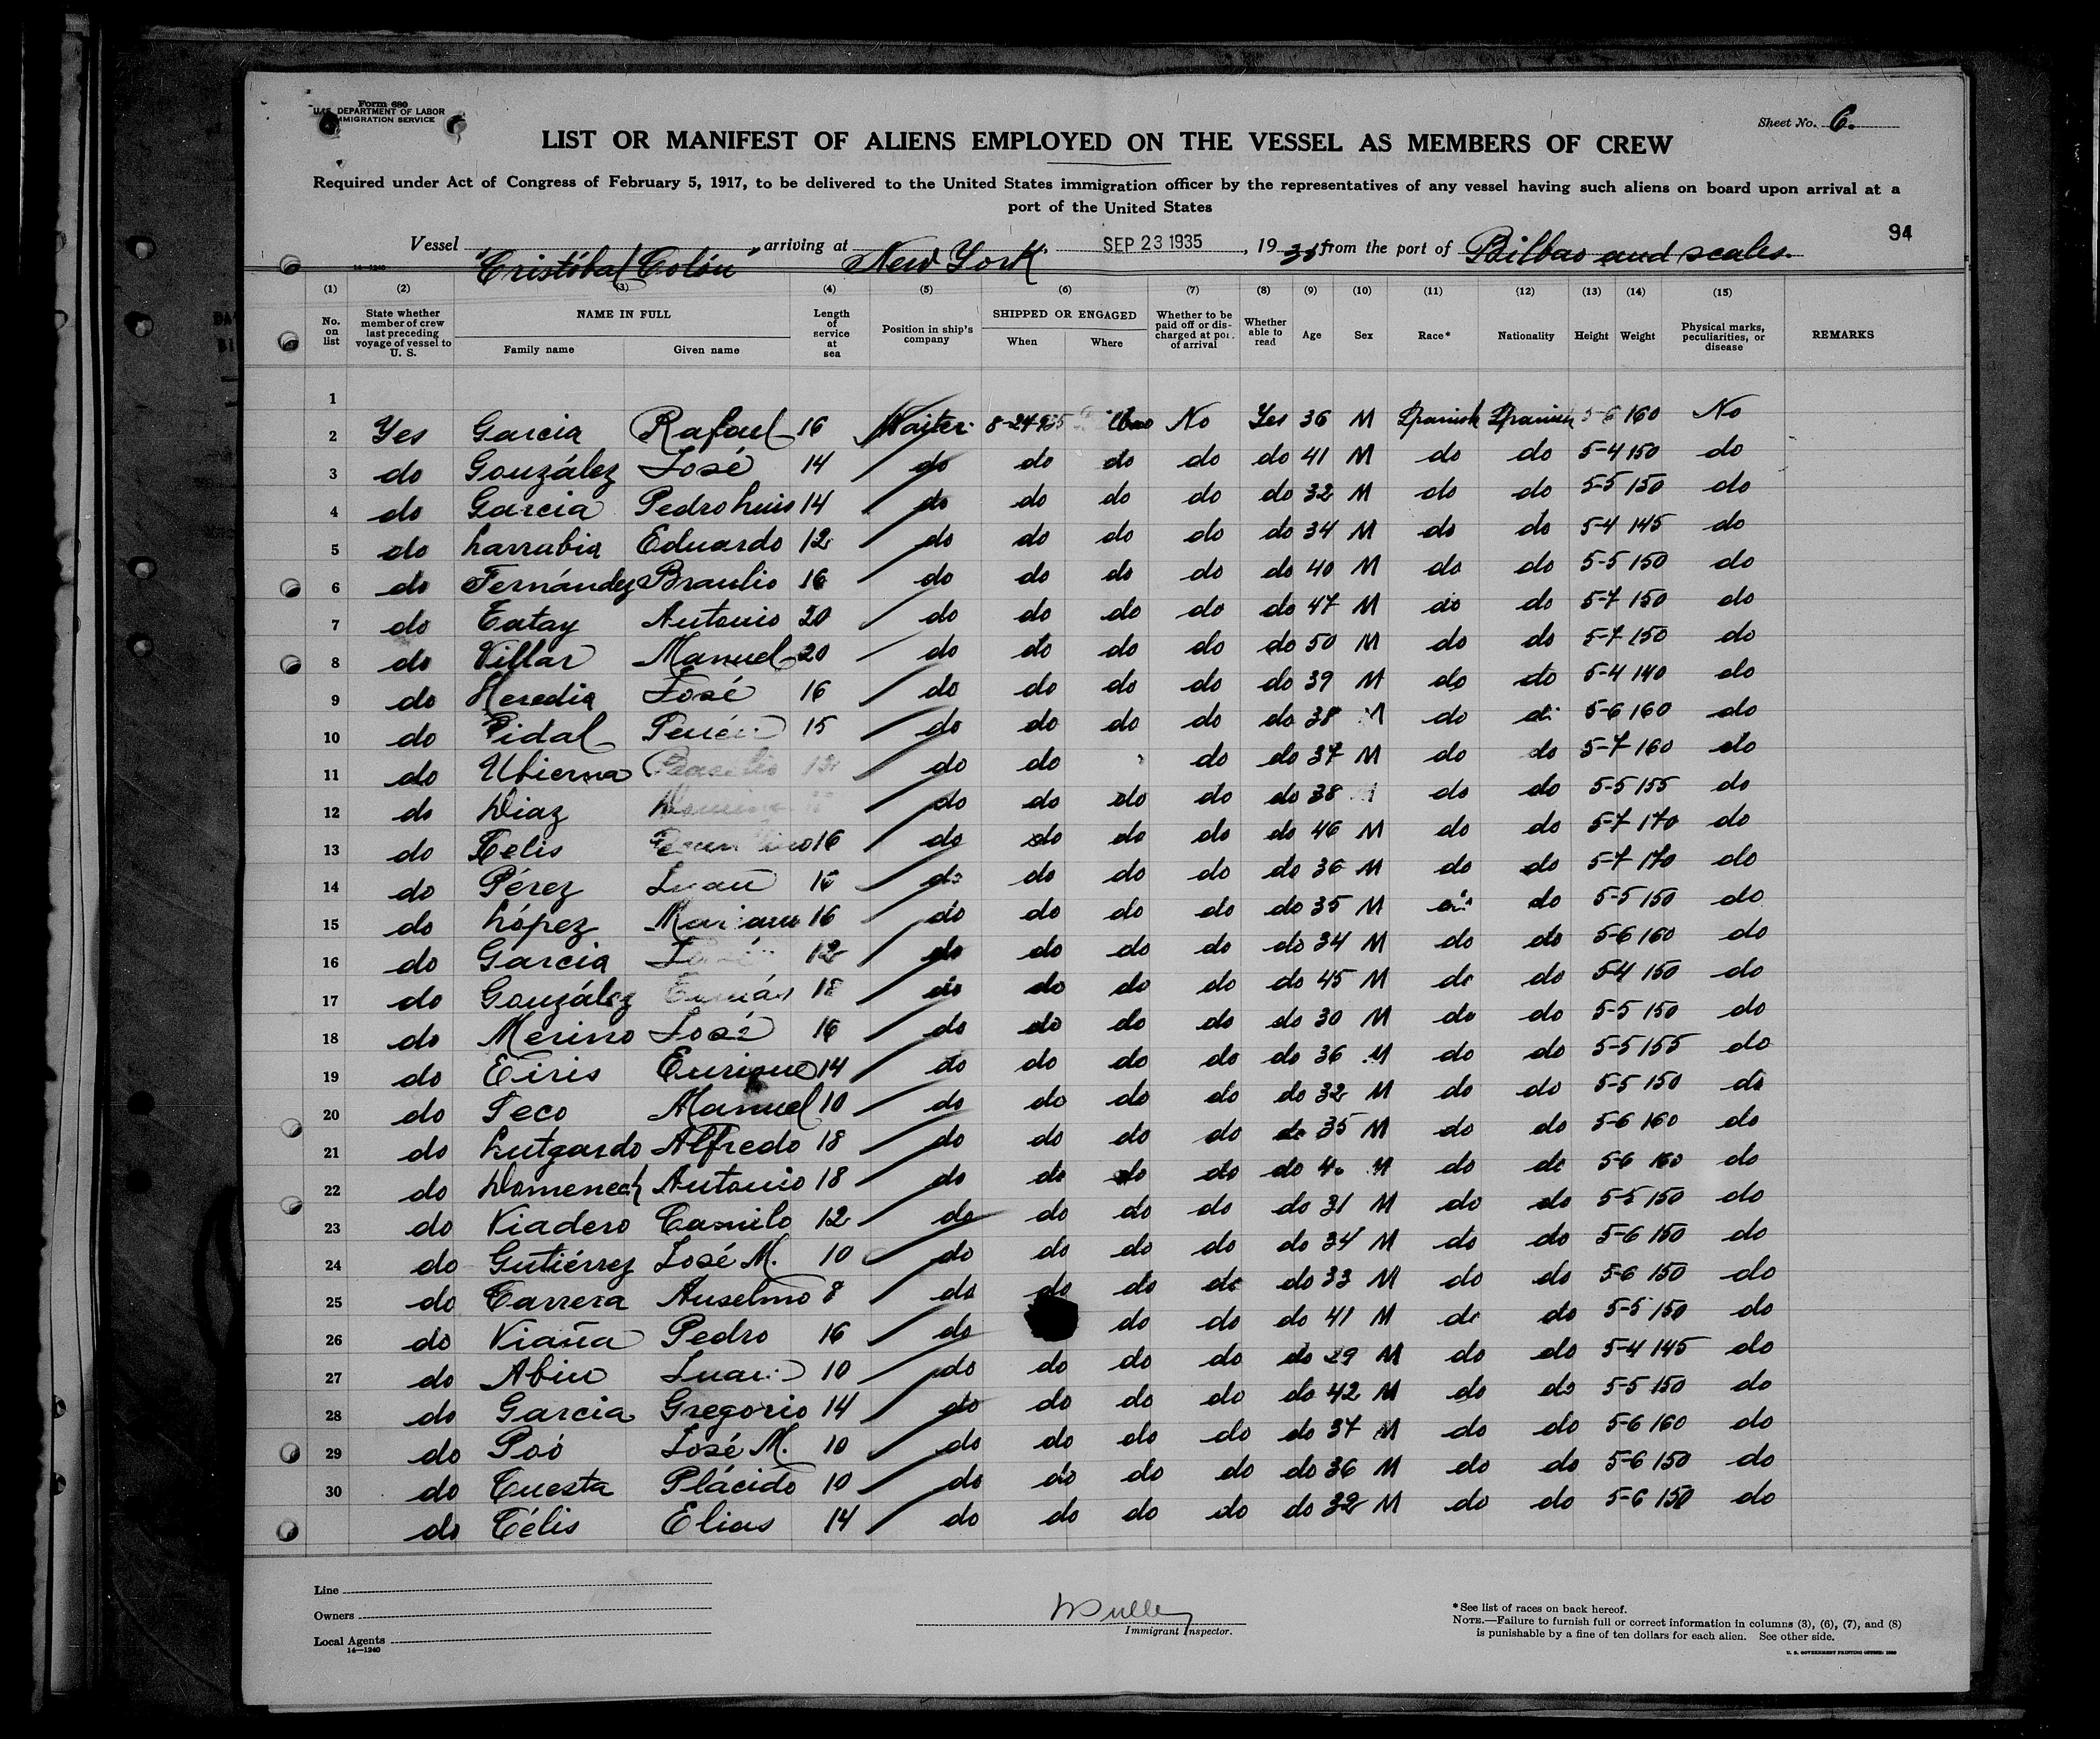 Form 680
U.S. DEPARTMENT OF LABOR
IMMIGRATION SERVICE
Sheet No. 6.
LIST OR MANIFEST OF ALIENS EMPLOYED ON THE VESSEL AS MEMBERS OF CREW
Required under Act of Congress of February 5, 1917, to be delivered to the United States immigration officer by the representatives of any vessel having such aliens on board upon arrival at a
port of the United States
94
Vessel "Cristóbal Colón" arriving at New York. SEP 23 1935, 1935 from the port of Bilbao and scales.
14-1240
(1) (2) (3) (4) (5) (6) (7) (8) (9) (10) (11) (12) (13) (14) (15)
No. on list State whether member of crew last preceding voyage of vessel to U. S. NAME IN FULL Family name Given name Length of service at sea Position in ship's company SHIPPED OR ENGAGED When Where Whether to be paid off or discharged at port of arrival Whether able to read Age Sex Race* Nationality Height Weight Physical marks, peculiarities, or disease REMARKS
1
2 Yes Garcia Rafael 16 Waiter 8-24-935 Bilbao No Yes 36 M Spanish Spanish 5-6 160 No
3 do González José 14 do do do do do 41 M do do 5-4 150 do
4 do Garcia Pedro Luis 14 do do do do do 32 M do do 5-5 150 do
5 do Larrabia Eduardo 12 do do do do do 34 M do do 5-4 145 do
6 do Fernández Braulio 16 do do do do do 40 M do do 5-5 150 do
7 do Tatay Antonio 20 do do do do do 47 M do do 5-7 150 do
8 do Villar Manuel 20 do do do do do 50 M do do 5-7 150 do
9 do Heredia José 16 do do do do do 39 M do do 5-4 140 do
10 do Pidal 15 do do do do do 38 M do do 5-6 160 do
11 do Ubierna do do do do 37 M do do 5-7 160 do
12 do Diaz do do do do do 38 do do 5-5 155 do
13 do Celis 16 do do do do do 46 M do do 5-7 170 do
14 do Pérez Juan do do do do do 36 M do do 5-7 170 do
15 do López Mariano 16 do do do do do 35 M do do 5-5 150 do
16 do Garcia José 12 do do do do do 34 M do do 5-6 160 do
17 do González Tomás 18 do do do do do 45 M do do 5-4 150 do
18 do Merino José 16 do do do do do 30 M do do 5-5 150 do
19 do Eiris Enrique 14 do do do do do 36 M do do 5-5 155 do
20 do Seco Manuel 10 do do do do do 32 M do do 5-5 150 do
21 do Lutgardo Alfredo 18 do do do do do 35 M do do 5-6 160 do
22 do Domenech Antonio 18 do do do do do 40 M do do 5-6 160 do
23 do Viadero Camilo 12 do do do do do 31 M do do 5-5 150 do
24 do Gutiérrez José M. 10 do do do do do 34 M do do 5-6 150 do
25 do Carrera Anselmo 8 do do do do do 33 M do do 5-6 150 do
26 do Viaña Pedro 16 do do do do 41 M do do 5-5 150 do
27 do Abin Juan 10 do do do do do 29 M do do 5-4 145 do
28 do Garcia Gregorio 14 do do do do do 42 M do do 5-5 150 do
29 do Poó José M. 10 do do do do do 37 M do do 5-6 160 do
30 do Cuesta Plácido 10 do do do do do 36 M do do 5-6 150 do
do Célis Elias 14 do do do do do 32 M do do 5-6 150 do
Line
Owners
Local Agents
14-1240
Immigrant Inspector.
*See list of races on back hereof.
NOTE.—Failure to furnish full or correct information in columns (3), (6), (7), and (8)
is punishable by a fine of ten dollars for each alien. See other side.
U. S. GOVERNMENT PRINTING OFFICE